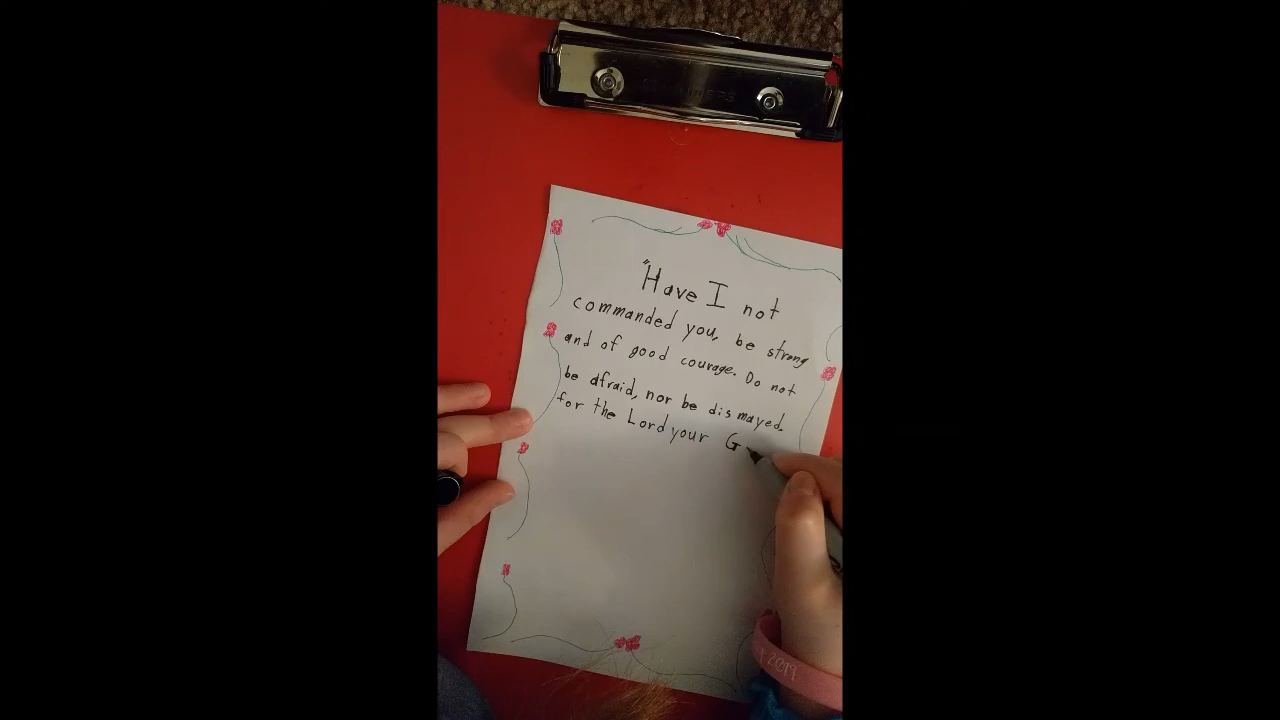 "Have I not
commanded you, be strong
and of good courage. Do not
be afraid, nor be dismayed.
for the Lord your G
2019